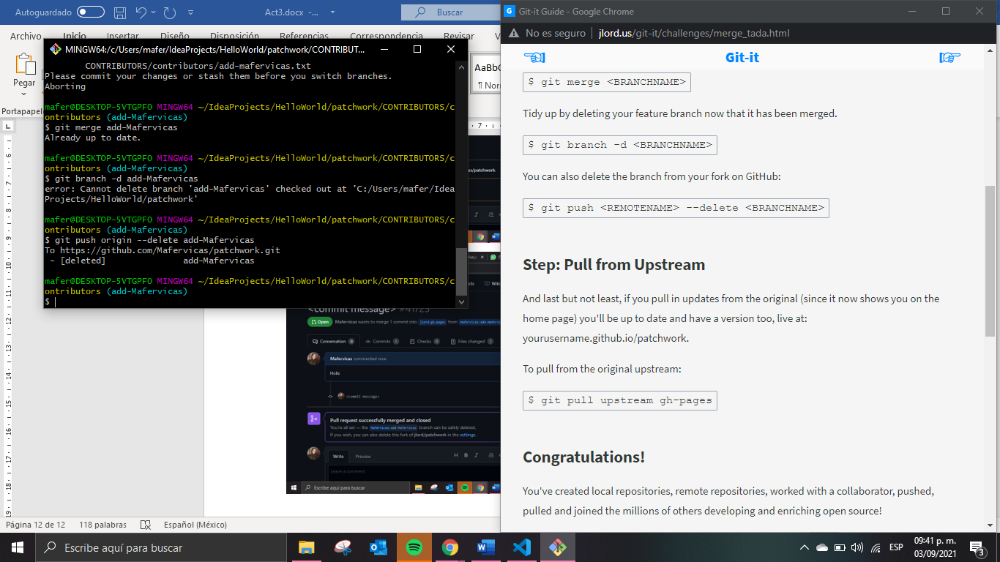 Autoguardado
Act3.docx -...
Buscar
Archivo Inicio Insertar Diseño Disposición Referencias Correspondencia Revisar V
Pegar
Portapapel
AaBbC
¶ Norr
MINGW64:/c/Users/mafer/IdeaProjects/HelloWorld/patchwork/CONTRIBUT...
CONTRIBUTORS/contributors/add-mafervicas.txt
Please commit your changes or stash them before you switch branches.
Aborting
mafer@DESKTOP-5VTGPFO MINGW64 ~/IdeaProjects/HelloWorld/patchwork/CONTRIBUTORS/c
ontributors (add-Mafervicas)
$ git merge add-Mafervicas
Already up to date.
mafer@DESKTOP-5VTGPFO MINGW64 ~/IdeaProjects/HelloWorld/patchwork/CONTRIBUTORS/c
ontributors (add-Mafervicas)
$ git branch -d add-Mafervicas
error: Cannot delete branch 'add-Mafervicas' checked out at 'C:/Users/mafer/Idea
Projects/HelloWorld/patchwork'
mafer@DESKTOP-5VTGPFO MINGW64 ~/IdeaProjects/HelloWorld/patchwork/CONTRIBUTORS/c
ontributors (add-Mafervicas)
$ git push origin --delete add-Mafervicas
To https://github.com/Mafervicas/patchwork.git
- [deleted] add-Mafervicas
mafer@DESKTOP-5VTGPFO MINGW64 ~/IdeaProjects/HelloWorld/patchwork/CONTRIBUTORS/c
ontributors (add-Mafervicas)
$
<commit message> #41723
Open Mafervicas wants to merge 1 commit into jlord:gh-pages from Mafervicas:add-Mafervicas
Conversation 0 Commits 1 Checks 0 Files changed 1
Mafervicas commented now
Holis
<commit message>
Pull request successfully merged and closed
You're all set — the Mafervicas:add-Mafervicas branch can be safely deleted.
If you wish, you can also delete this fork of jlord/patchwork in the settings.
Write Preview
Leave a comment
Escribe aquí para buscar
Página 12 de 12 118 palabras Español (México)
G Git-it Guide - Google Chrome
No es seguro | jlord.us/git-it/challenges/merge_tada.html
Git-it
$ git merge <BRANCHNAME>
Tidy up by deleting your feature branch now that it has been merged.
$ git branch -d <BRANCHNAME>
You can also delete the branch from your fork on GitHub:
$ git push <REMOTENAME> --delete <BRANCHNAME>
Step: Pull from Upstream
And last but not least, if you pull in updates from the original (since it now shows you on the
home page) you'll be up to date and have a version too, live at:
yourusername.github.io/patchwork.
To pull from the original upstream:
$ git pull upstream gh-pages
Congratulations!
You've created local repositories, remote repositories, worked with a collaborator, pushed,
pulled and joined the millions of others developing and enriching open source!
Escribe aquí para buscar
ESP
09:41 p. m.
03/09/2021
3